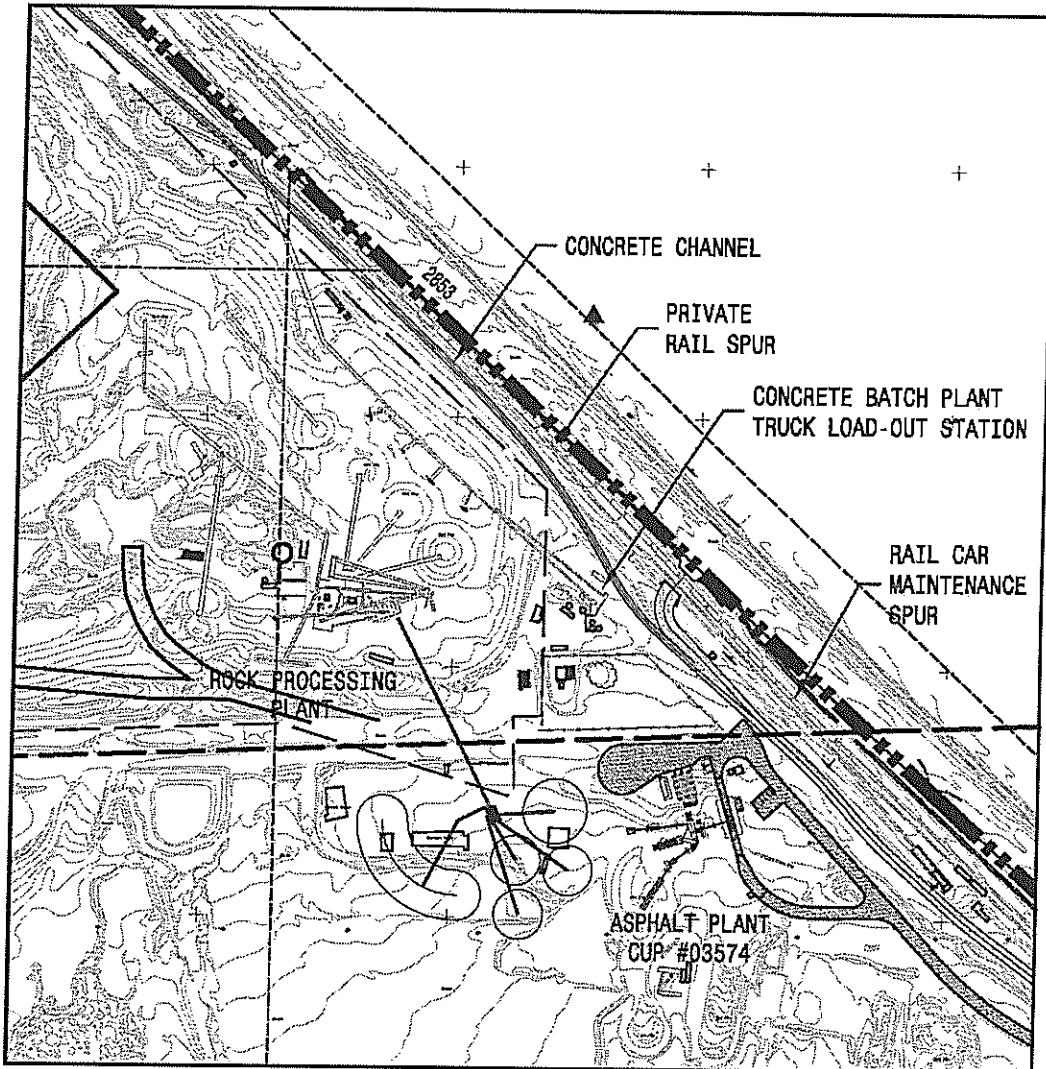 CONCRETE CHANNEL
2853
PRIVATE
RAIL SPUR
CONCRETE BATCH PLANT
TRUCK LOAD-OUT STATION
RAIL CAR
MAINTENANCE
SPUR
ROCK PROCESSING
PLANT
ASPHALT PLANT
CUP #03574